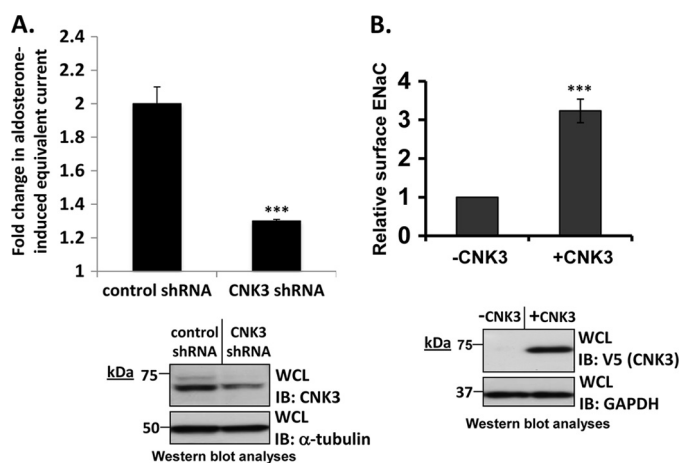 A.
Fold change in aldosterone-
induced equivalent current
2.4
2.2
2
1.8
1.6
1.4
1.2
1
***
control shRNA
CNK3 shRNA
control
shRNA
CNK3
shRNA
kDa
75
WCL
IB: CNK3
50
WCL
IB: α-tubulin
Western blot analyses
B.
Relative surface ENaC
4
3
2
1
0
***
-CNK3
+CNK3
-CNK3
+CNK3
kDa
75
WCL
IB: V5 (CNK3)
37
WCL
IB: GAPDH
Western blot analyses